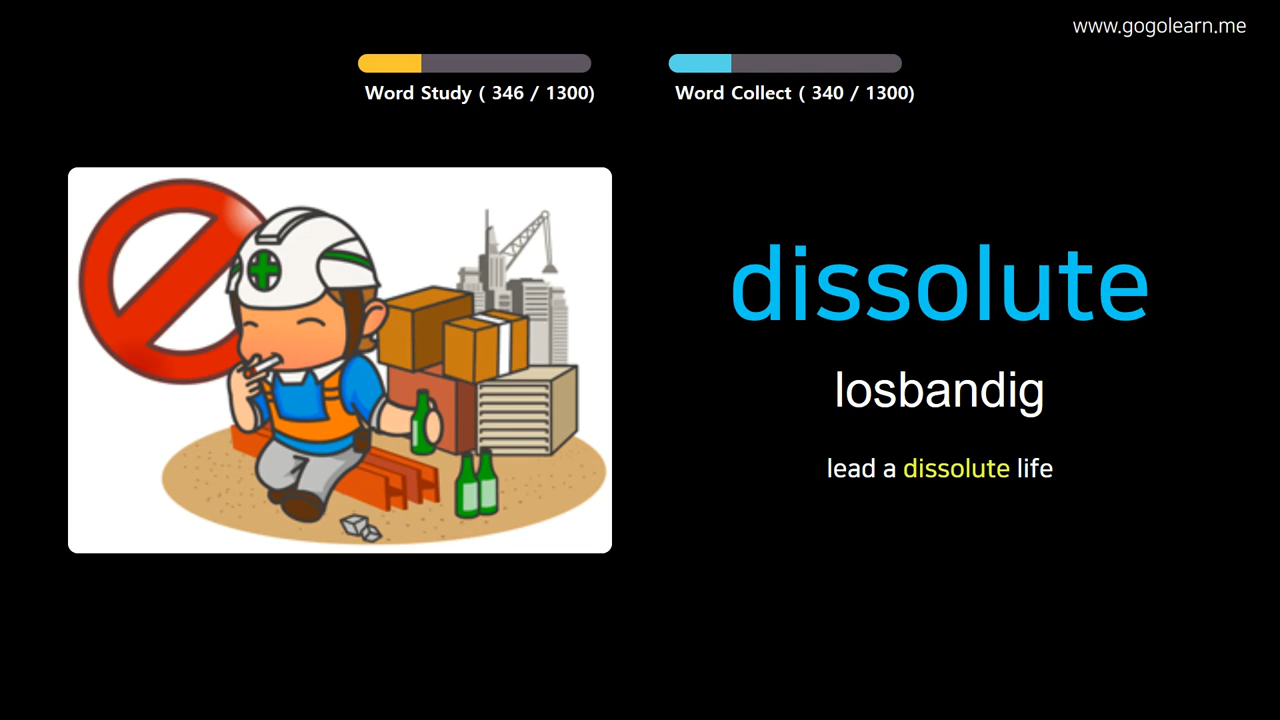 www.gogolearn.me
Word Study ( 346 / 1300)
Word Collect ( 340 / 1300)
dissolute
losbandig
lead a dissolute life